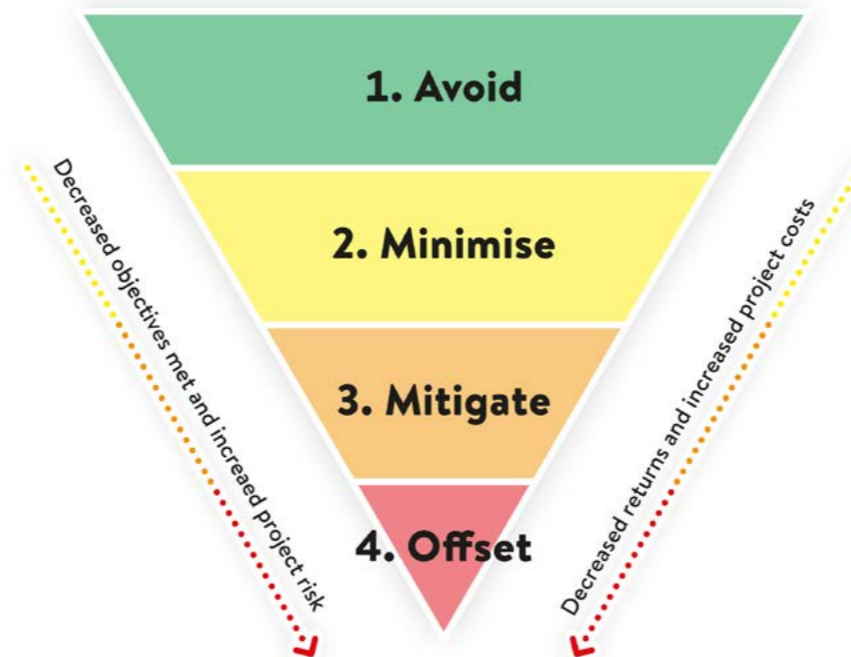 1. Avoid
2. Minimise
3. Mitigate
4. Offset
Decreased objectives met and increaed project risk
Decreased returns and increased project costs